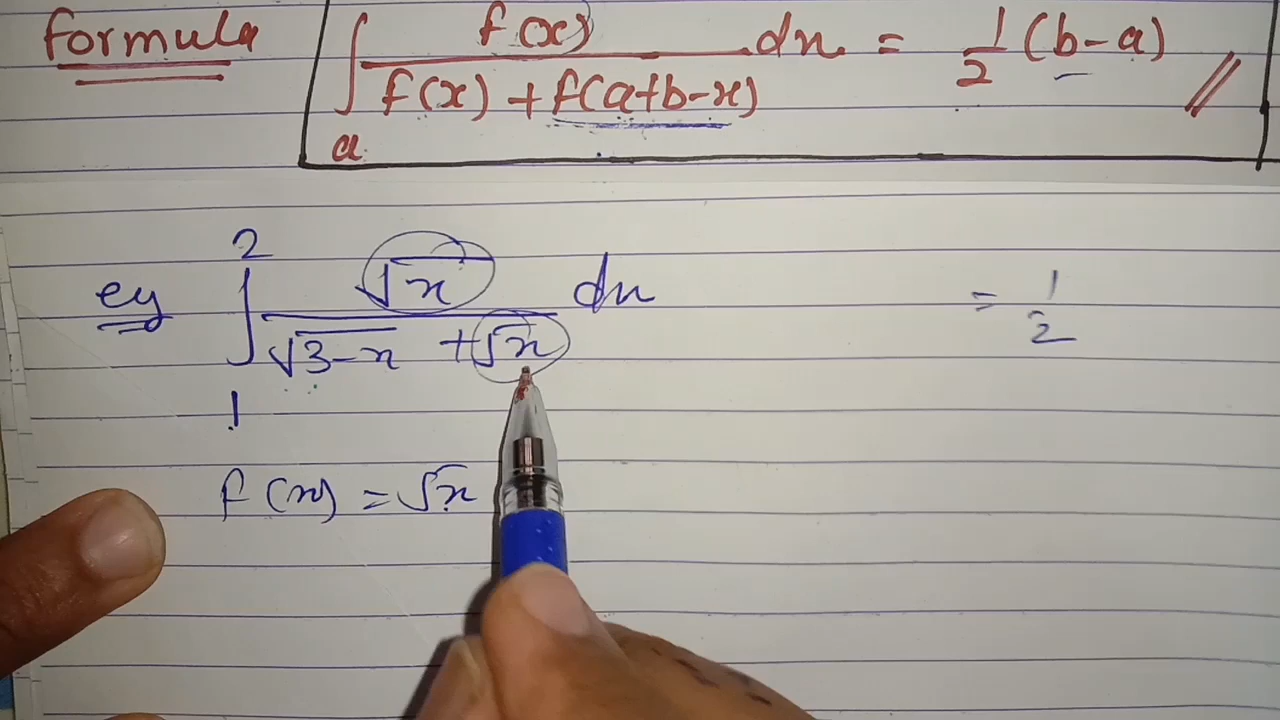 formula ∫ₐ f(x) / (f(x) + f(a+b-x)) dx = 1/2 (b-a) //
eg ∫₁² √x / (√(3-x) + √x) dx = 1/2
f(x) = √x